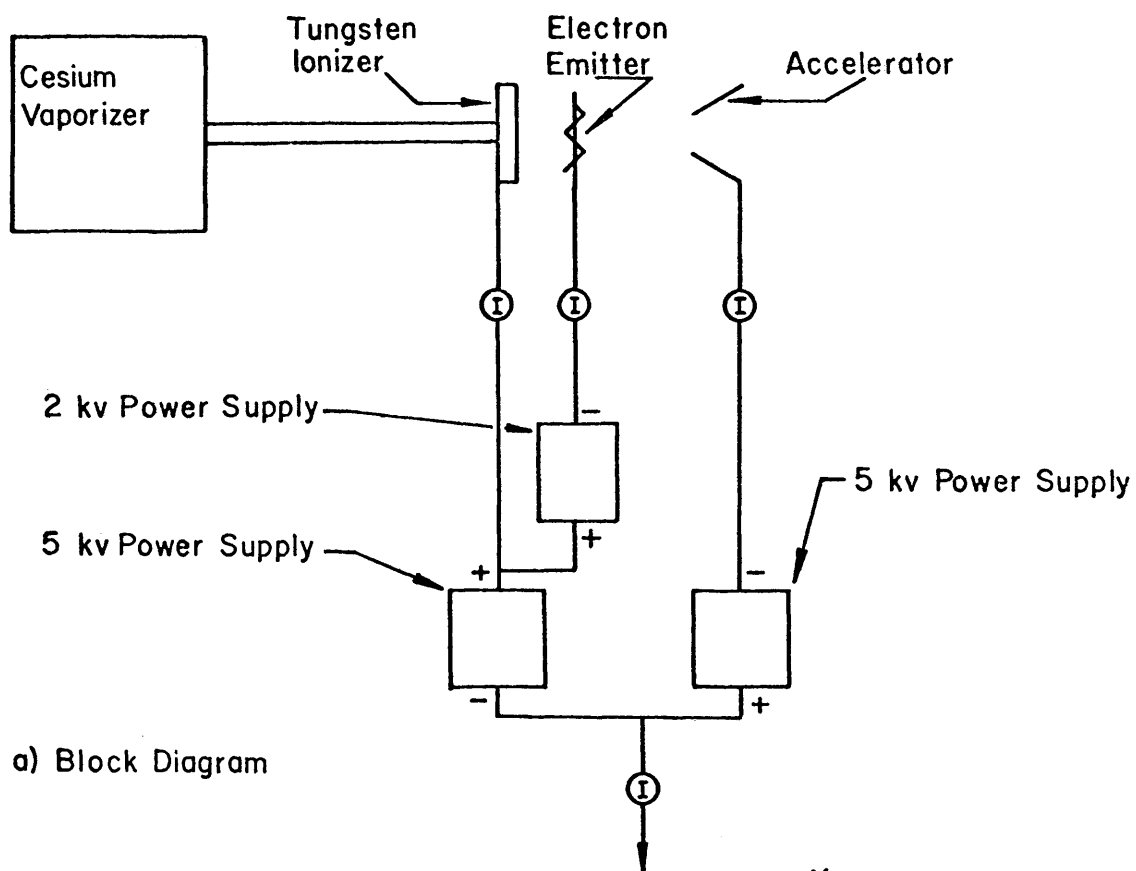 Tungsten
Ionizer
Electron
Emitter
Accelerator
Cesium
Vaporizer
I
I
I
2 kv Power Supply
-
5 kv Power Supply
+
5 kv Power Supply
+
-
-
+
a) Block Diagram
I